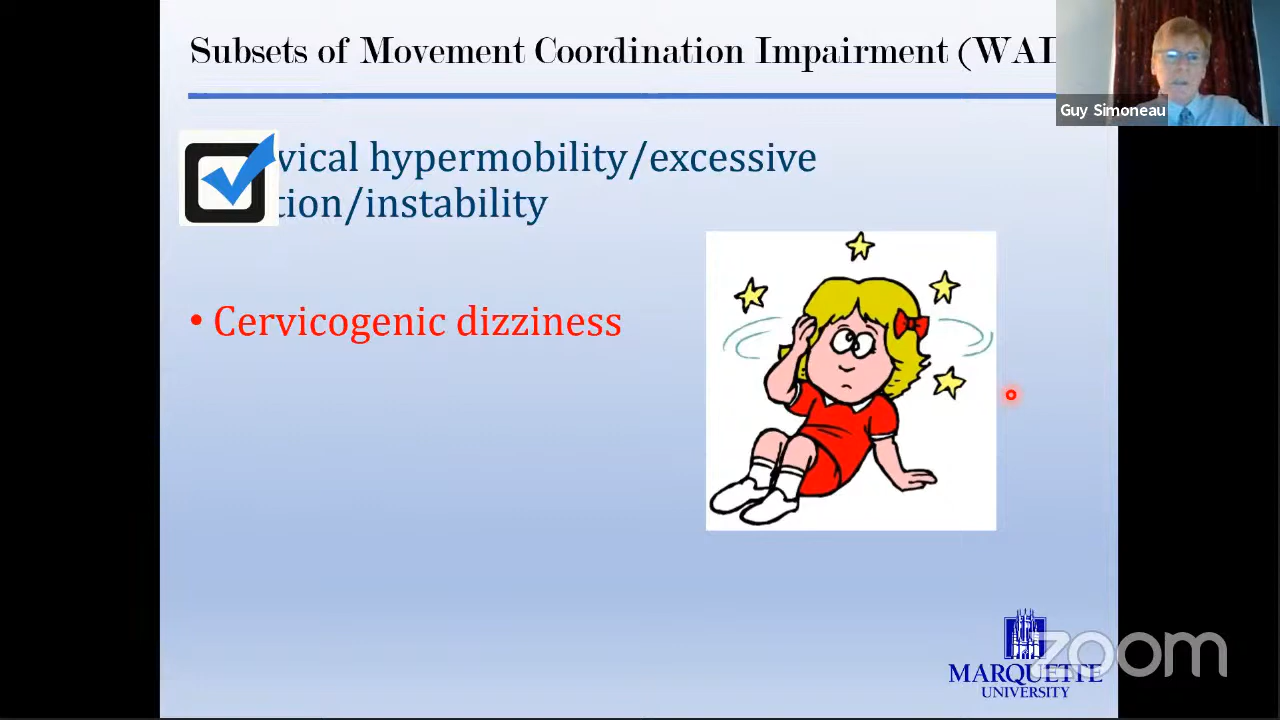 Subsets of Movement Coordination Impairment (WAD
Guy Simoneau
vical hypermobility/excessive
tion/instability
• Cervicogenic dizziness
zoom
MARQUETTE
UNIVERSITY